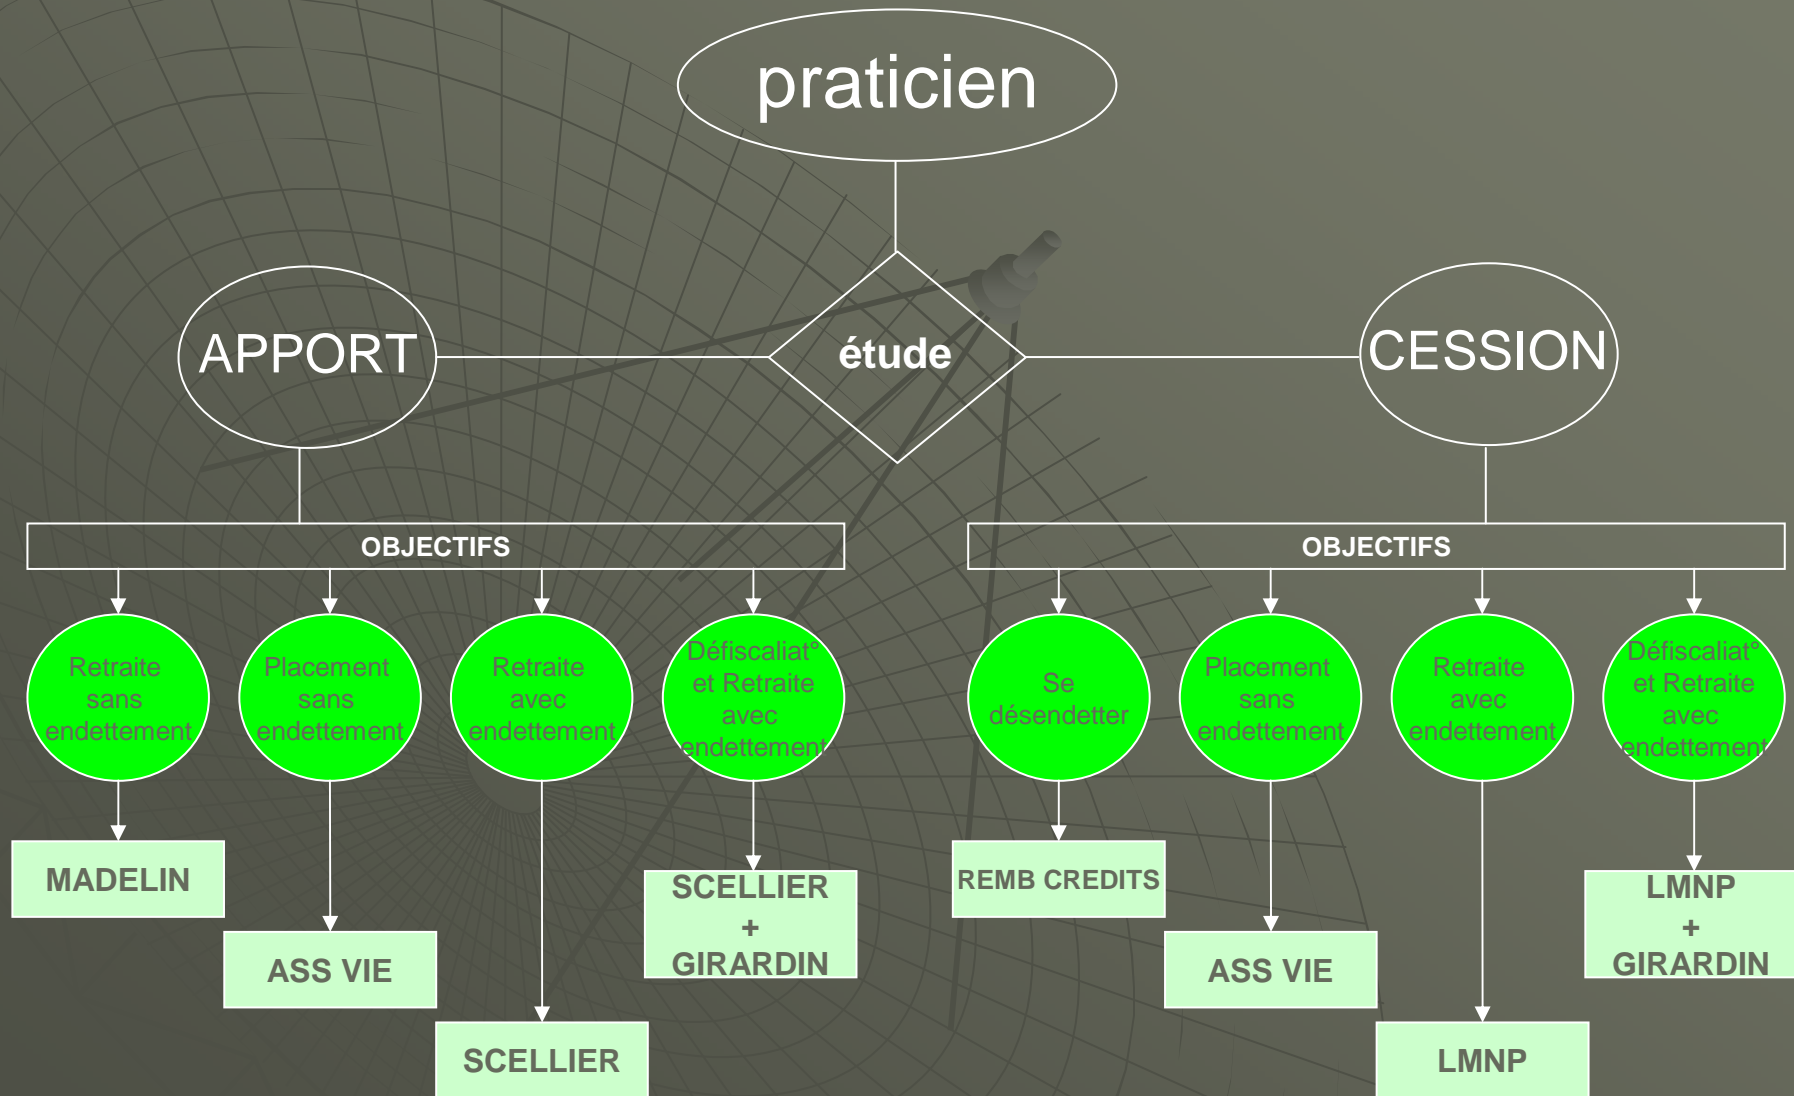 praticien
APPORT
étude
CESSION
OBJECTIFS
OBJECTIFS
Retraite
sans
endettement
Placement
sans
endettement
Retraite
avec
endettement
Défiscaliat°
et Retraite
avec
endettement
Se
désendetter
Placement
sans
endettement
Retraite
avec
endettement
Défiscaliat°
et Retraite
avec
endettement
MADELIN
ASS VIE
SCELLIER
SCELLIER
+
GIRARDIN
REMB CREDITS
ASS VIE
LMNP
LMNP
+
GIRARDIN